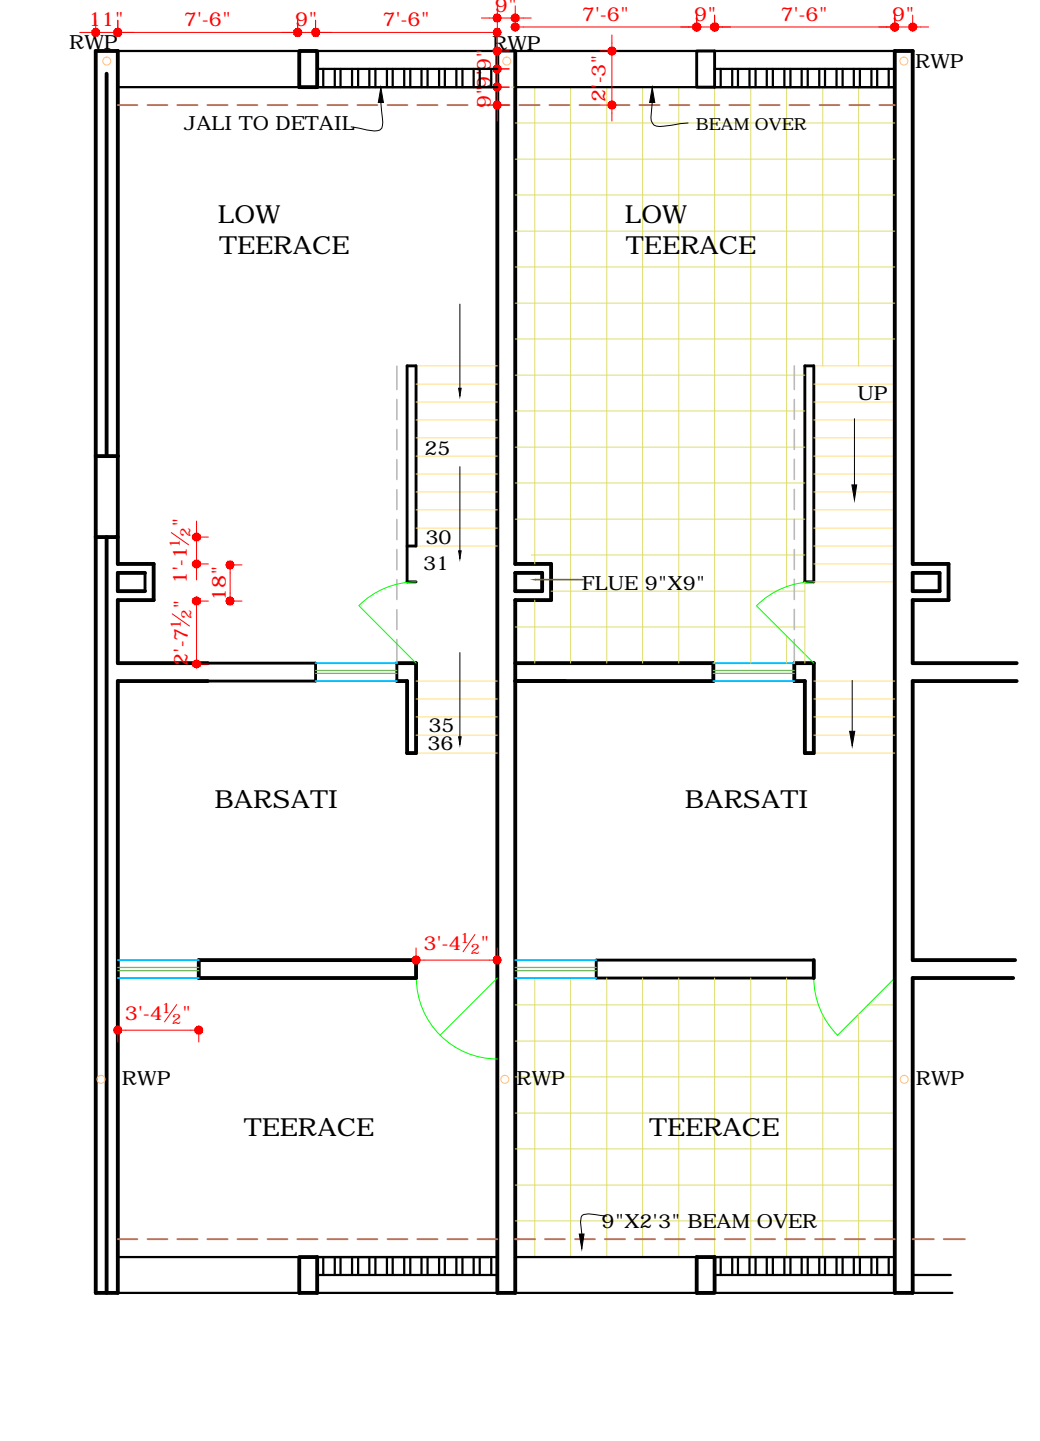 11" 7'-6" 9" 7'-6" 9" 7'-6" 9" 7'-6" 9"
RWP RWP RWP
9" 9" 9" 2'-3"
JALI TO DETAIL BEAM OVER
LOW LOW
TEERACE TEERACE
UP
25
30
31
1'-1½" 18" 2'-7½"
FLUE 9"X9"
35
36
BARSATI BARSATI
3'-4½"
3'-4½"
RWP RWP RWP
TEERACE TEERACE
9"X2'3" BEAM OVER